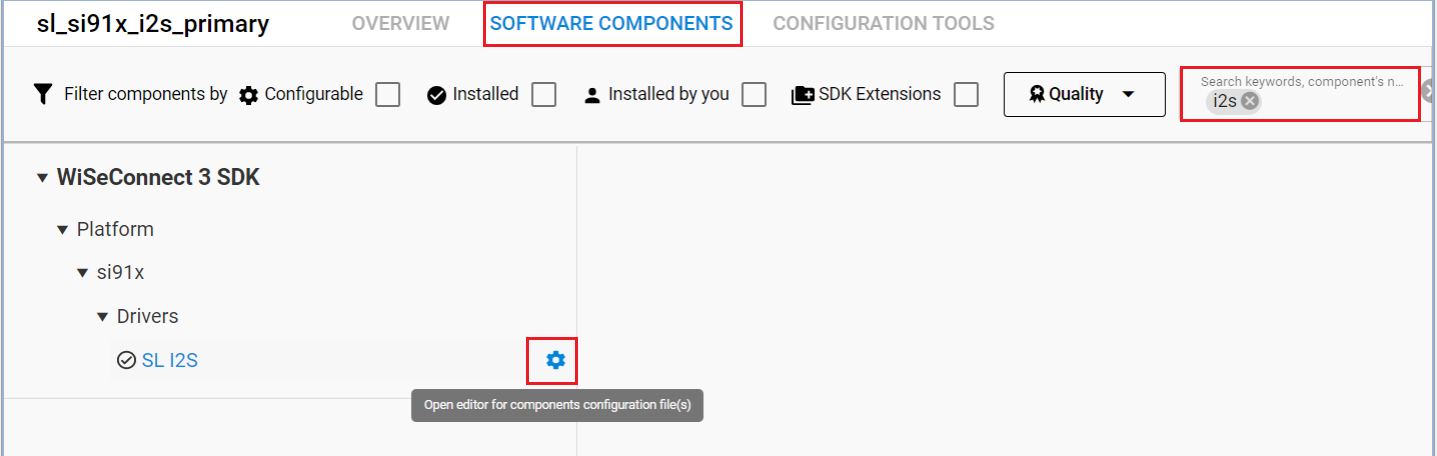 sl_si91x_i2s_primary OVERVIEW SOFTWARE COMPONENTS CONFIGURATION TOOLS
Search keywords, component's n...
Filter components by Configurable Installed Installed by you SDK Extensions Quality i2s
WiSeConnect 3 SDK
Platform
si91x
Drivers
SL I2S
Open editor for components configuration file(s)